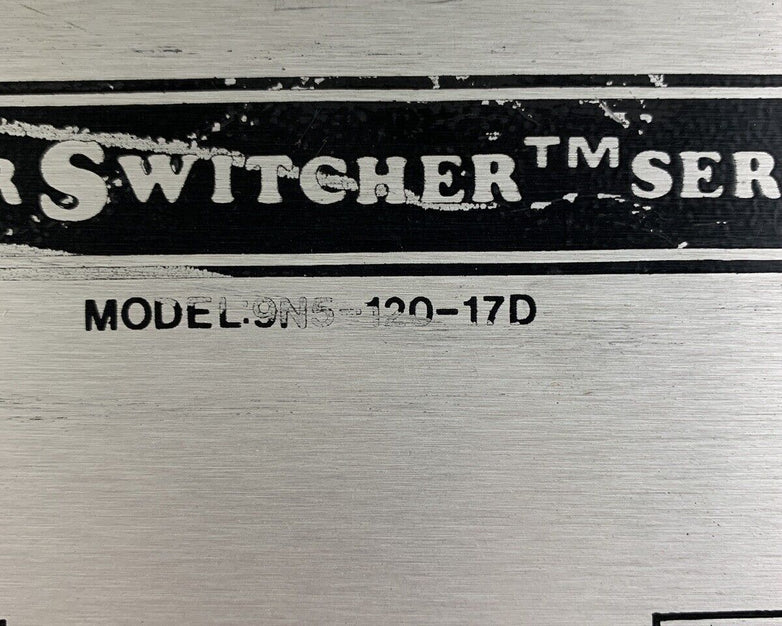 R SWITCHER™ SER
MODEL:9N5-120-17D